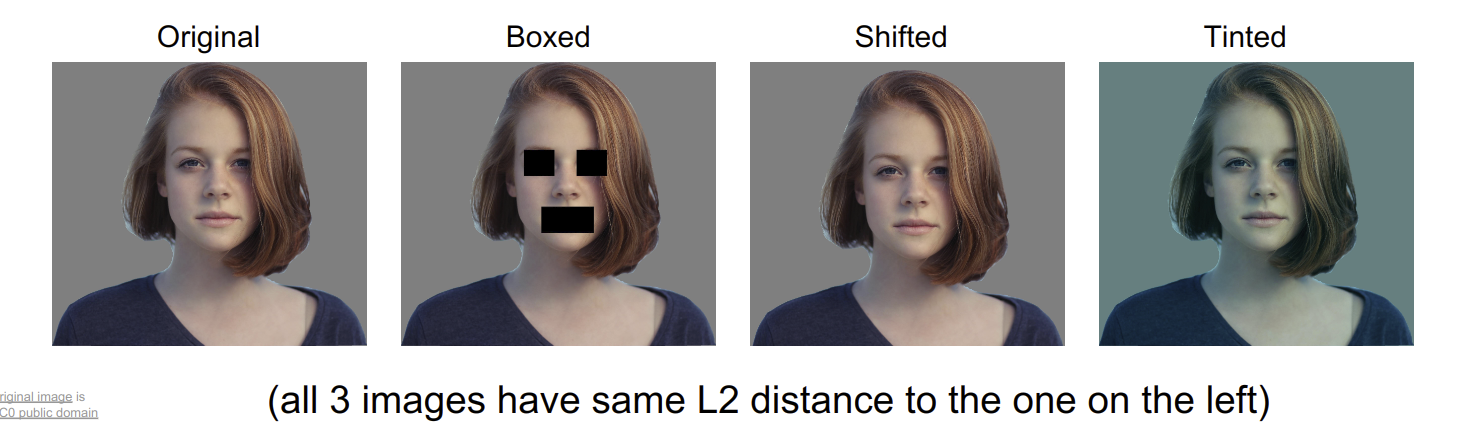 Original Boxed Shifted Tinted
(all 3 images have same L2 distance to the one on the left)
riginal image is
C0 public domain